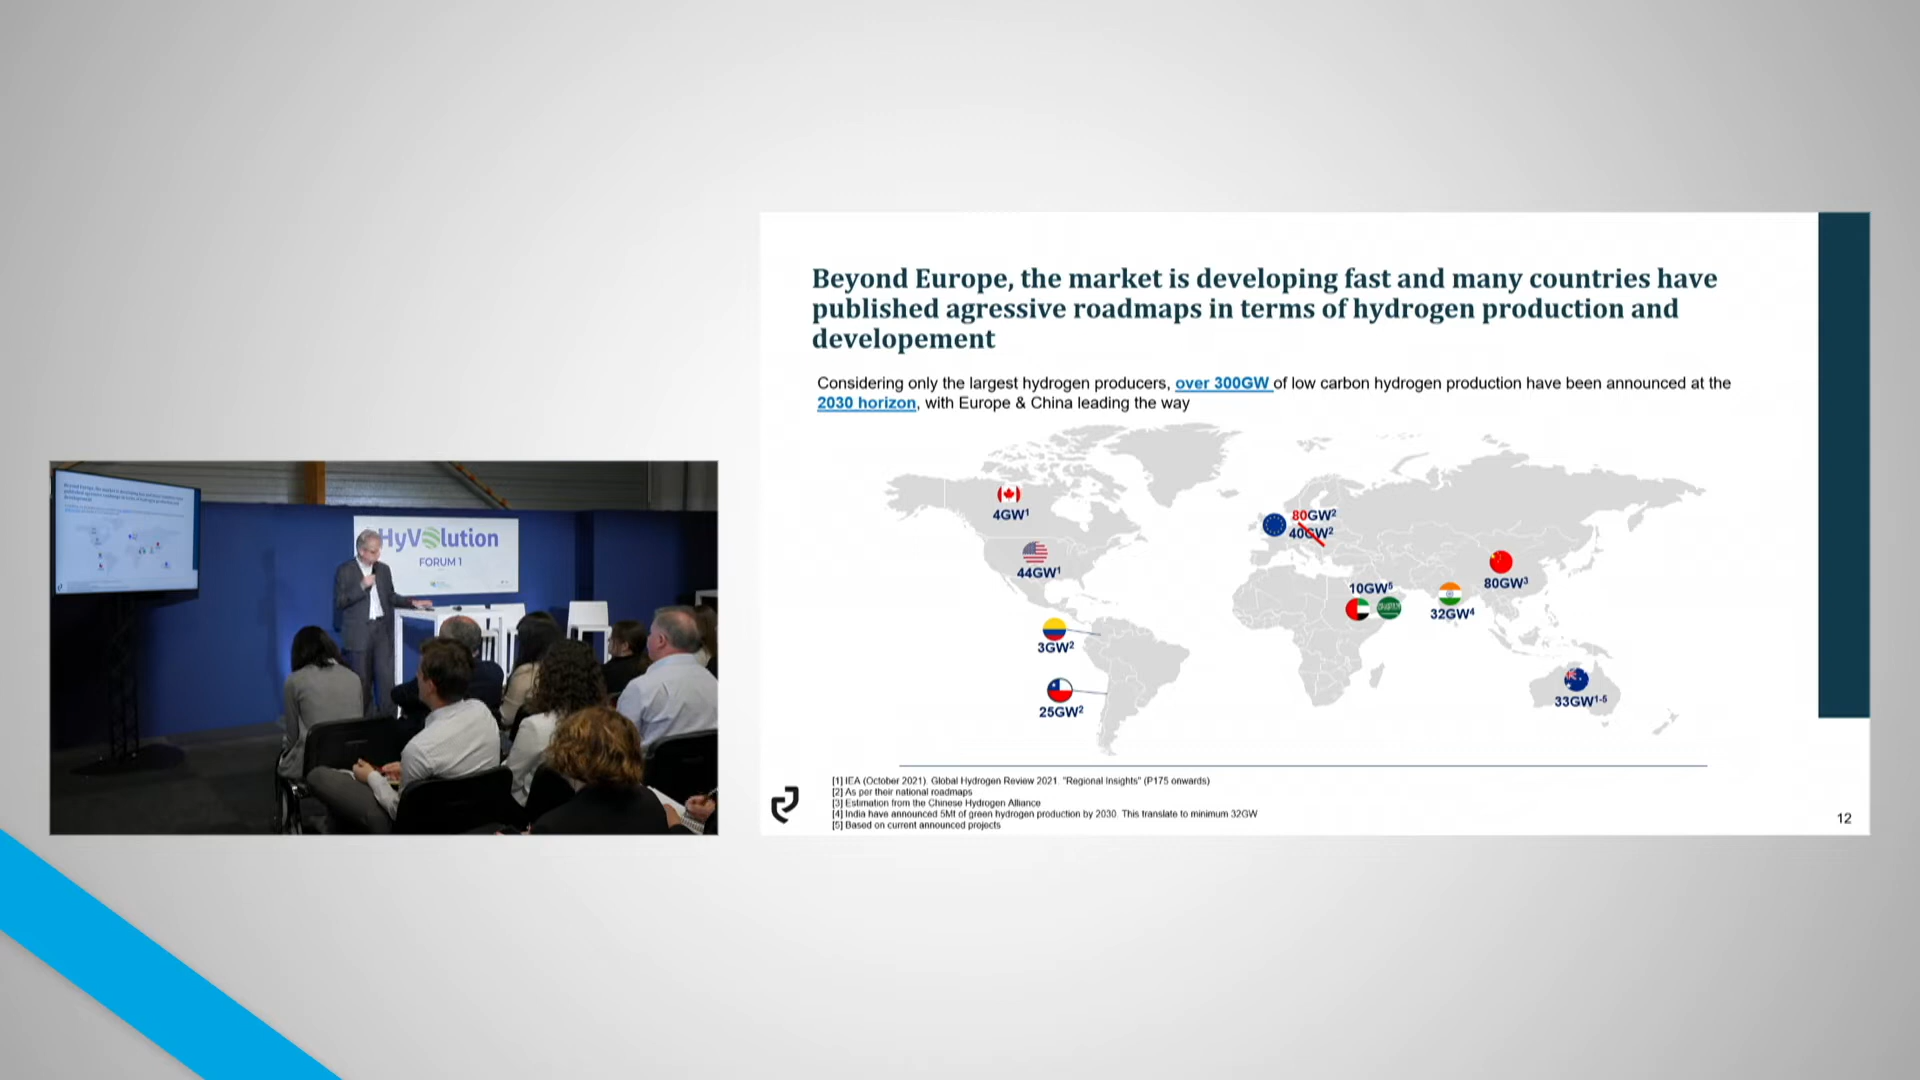 Beyond Europe, the market is developing fast and many countries have
published agressive roadmaps in terms of hydrogen production and
developement
Considering only the largest hydrogen producers, over 300GW of low carbon hydrogen production have been announced at the
2030 horizon, with Europe & China leading the way
4GW¹
44GW¹
3GW²
25GW²
80GW²
40GW²
10GW⁵
32GW⁴
80GW³
33GW¹⁻⁵
[1] IEA (October 2021). Global Hydrogen Review 2021. "Regional Insights" (P175 onwards)
[2] As per their national roadmaps
[3] Estimation from the Chinese Hydrogen Alliance
[4] India have announced 5Mt of green hydrogen production by 2030. This translate to minimum 32GW
[5] Based on current announced projects
12
HyVolution
FORUM 1